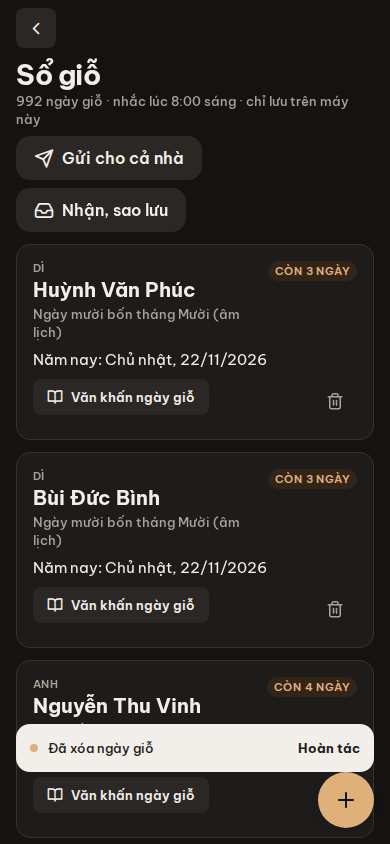 Sổ giỗ
992 ngày giỗ · nhắc lúc 8:00 sáng · chỉ lưu trên máy
này
Gửi cho cả nhà
Nhận, sao lưu
DÌ
CÒN 3 NGÀY
Huỳnh Văn Phúc
Ngày mười bốn tháng Mười (âm
lịch)
Năm nay: Chủ nhật, 22/11/2026
Văn khấn ngày giỗ
DÌ
CÒN 3 NGÀY
Bùi Đức Bình
Ngày mười bốn tháng Mười (âm
lịch)
Năm nay: Chủ nhật, 22/11/2026
Văn khấn ngày giỗ
ANH
CÒN 4 NGÀY
Nguyễn Thu Vinh
Đã xóa ngày giỗ
Hoàn tác
Văn khấn ngày giỗ